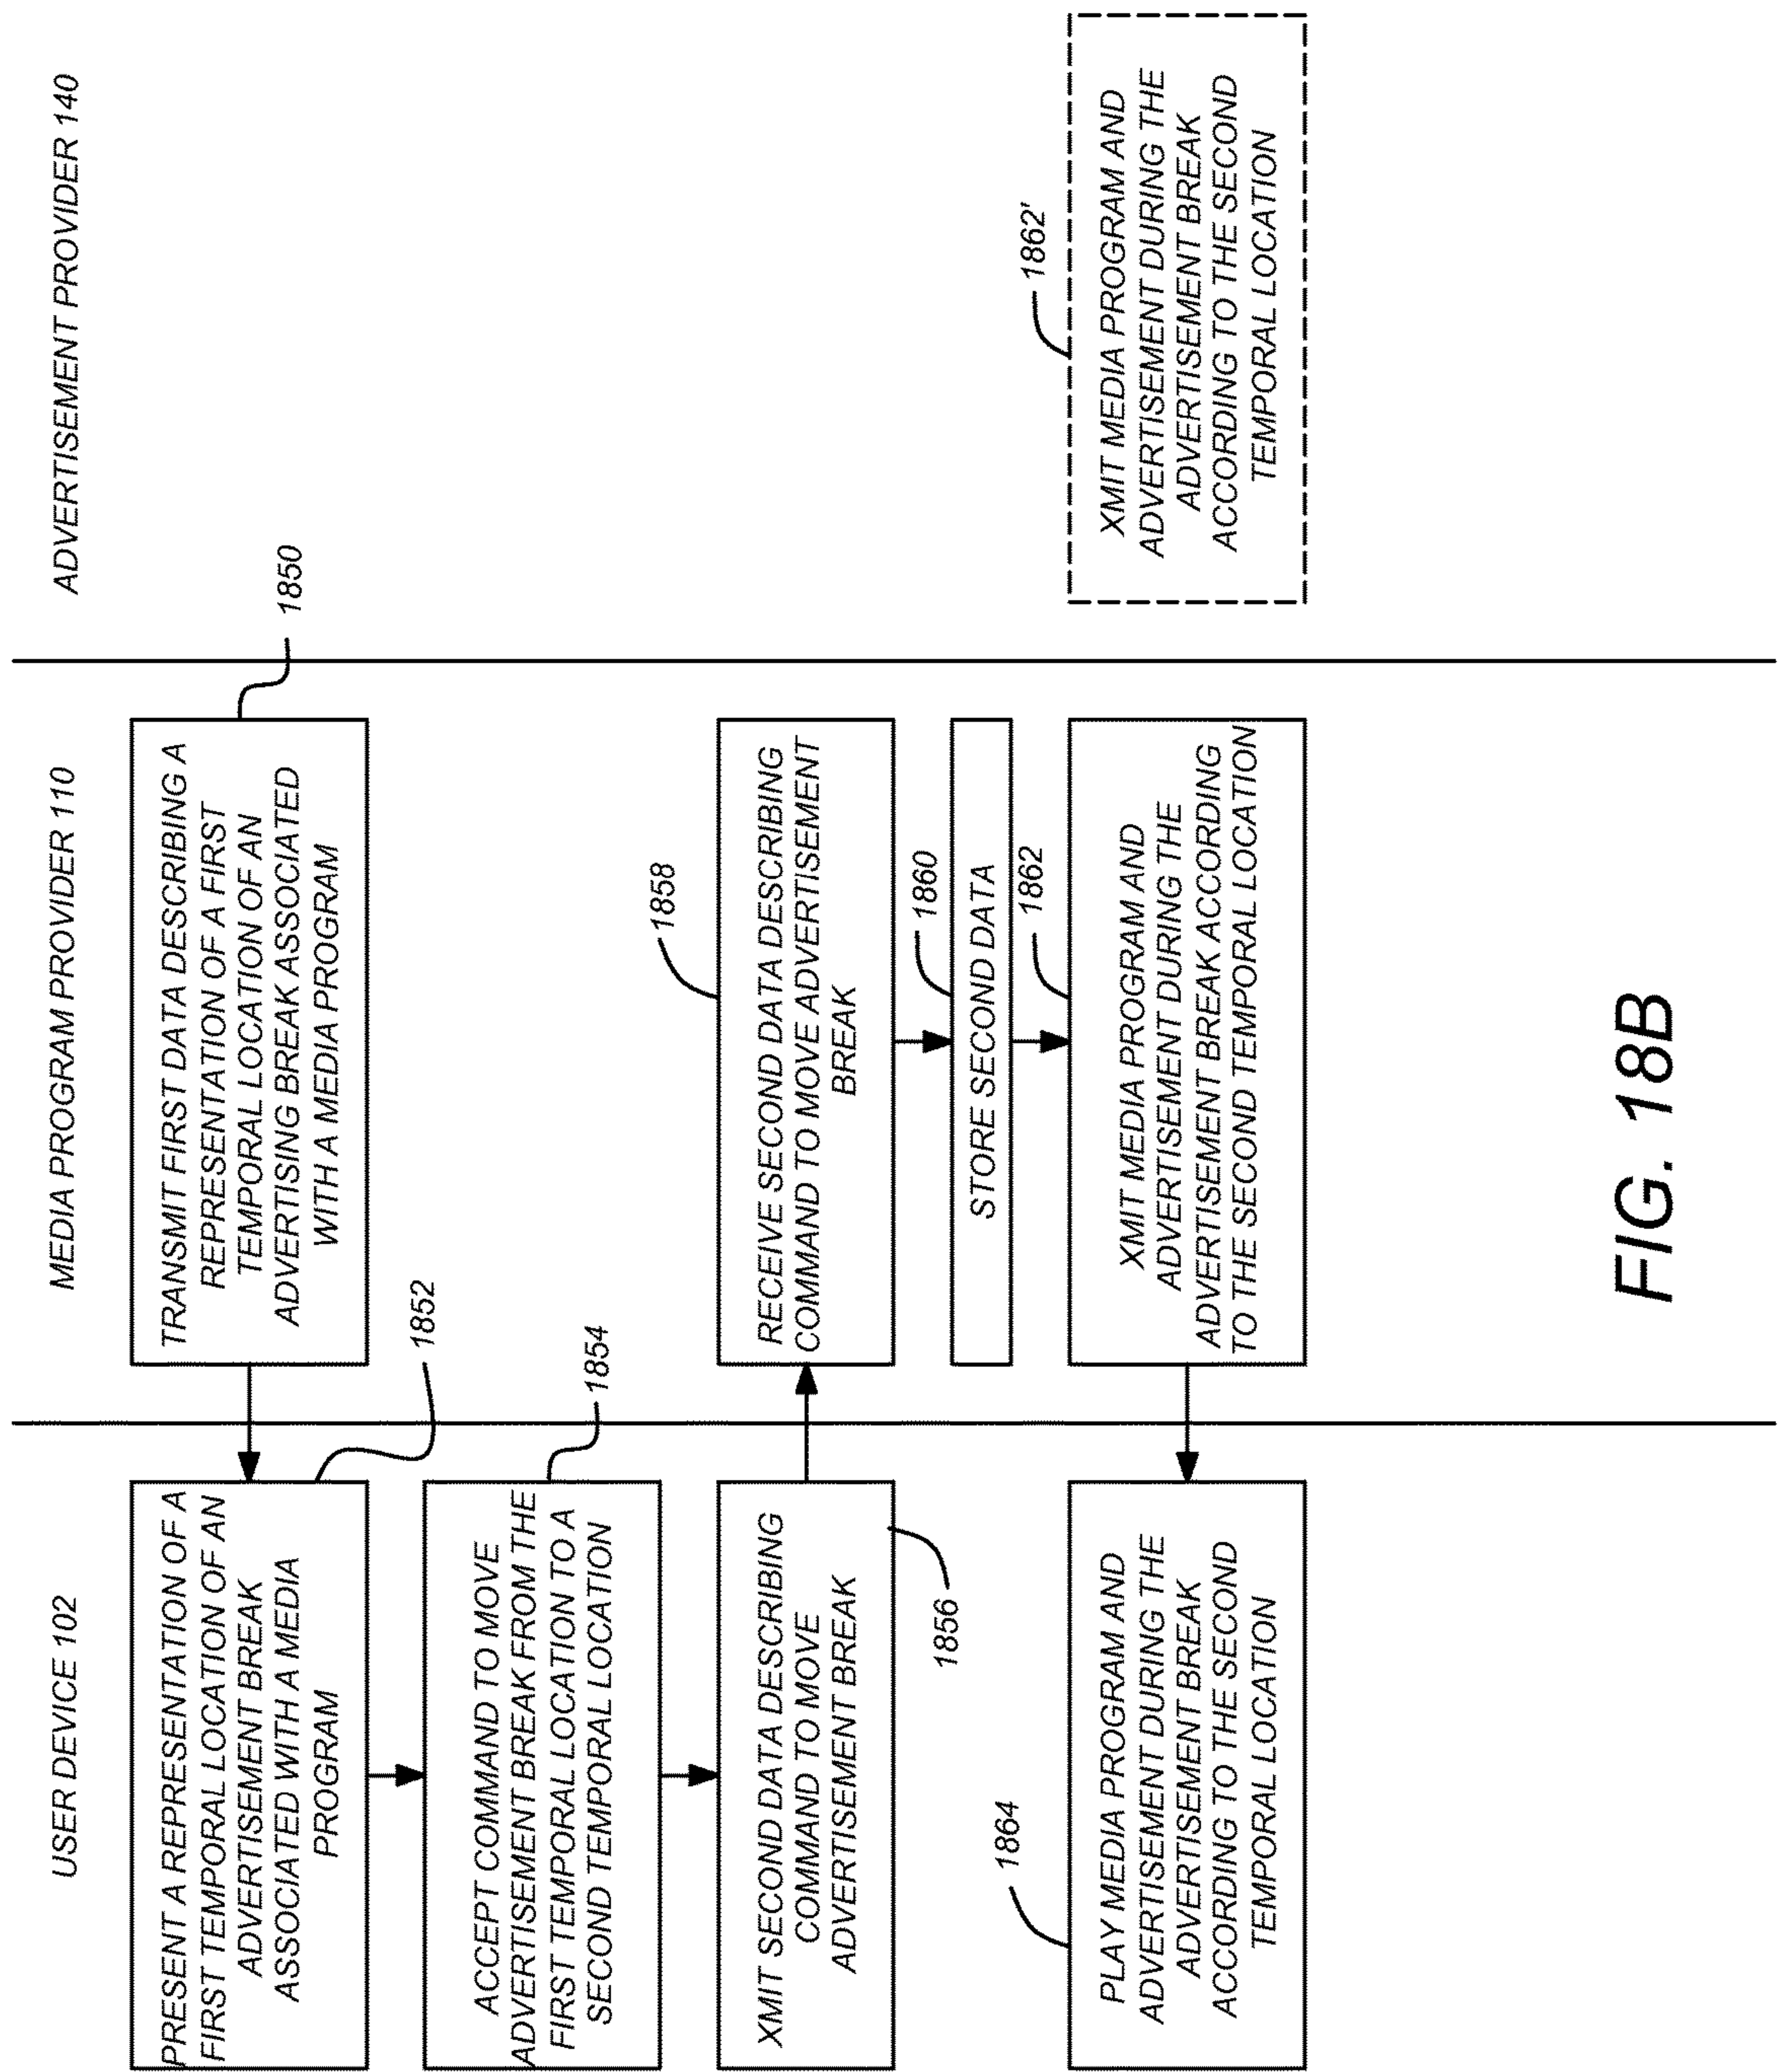 USER DEVICE 102
MEDIA PROGRAM PROVIDER 110
ADVERTISEMENT PROVIDER 140
PRESENT A REPRESENTATION OF A
FIRST TEMPORAL LOCATION OF AN
ADVERTISEMENT BREAK
ASSOCIATED WITH A MEDIA
PROGRAM
1852
TRANSMIT FIRST DATA DESCRIBING A
REPRESENTATION OF A FIRST
TEMPORAL LOCATION OF AN
ADVERTISING BREAK ASSOCIATED
WITH A MEDIA PROGRAM
1850
ACCEPT COMMAND TO MOVE
ADVERTISEMENT BREAK FROM THE
FIRST TEMPORAL LOCATION TO A
SECOND TEMPORAL LOCATION
1854
XMIT SECOND DATA DESCRIBING
COMMAND TO MOVE
ADVERTISEMENT BREAK
1856
1858
RECEIVE SECOND DATA DESCRIBING
COMMAND TO MOVE ADVERTISEMENT
BREAK
1860
STORE SECOND DATA
1862
XMIT MEDIA PROGRAM AND
ADVERTISEMENT DURING THE
ADVERTISEMENT BREAK ACCORDING
TO THE SECOND TEMPORAL LOCATION
1862'
XMIT MEDIA PROGRAM AND
ADVERTISEMENT DURING THE
ADVERTISEMENT BREAK
ACCORDING TO THE SECOND
TEMPORAL LOCATION
1864
PLAY MEDIA PROGRAM AND
ADVERTISEMENT DURING THE
ADVERTISEMENT BREAK
ACCORDING TO THE SECOND
TEMPORAL LOCATION
FIG. 18B